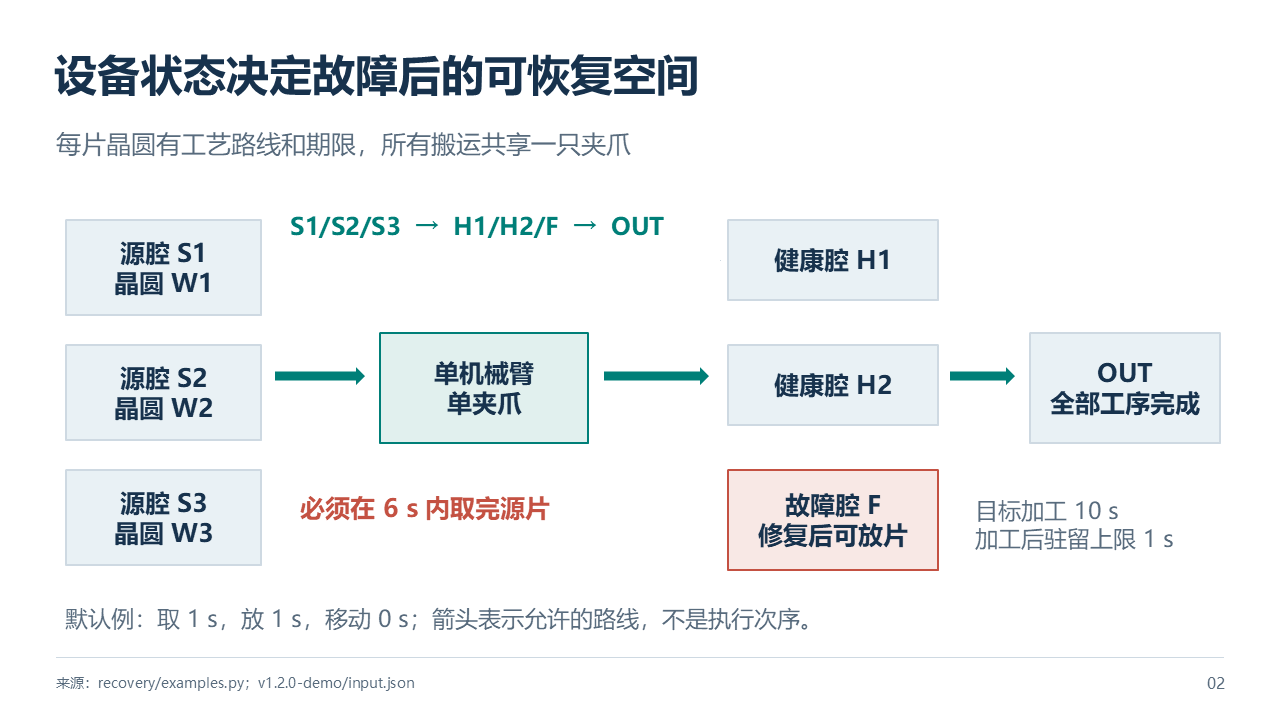 设备状态决定故障后的可恢复空间
每片晶圆有工艺路线和期限，所有搬运共享一只夹爪
S1/S2/S3 → H1/H2/F → OUT
源腔 S1
晶圆 W1
健康腔 H1
源腔 S2
晶圆 W2
单机械臂
单夹爪
健康腔 H2
OUT
全部工序完成
源腔 S3
晶圆 W3
必须在 6 s 内取完源片
故障腔 F
修复后可放片
目标加工 10 s
加工后驻留上限 1 s
默认例：取 1 s，放 1 s，移动 0 s；箭头表示允许的路线，不是执行次序。
来源：recovery/examples.py；v1.2.0-demo/input.json
02